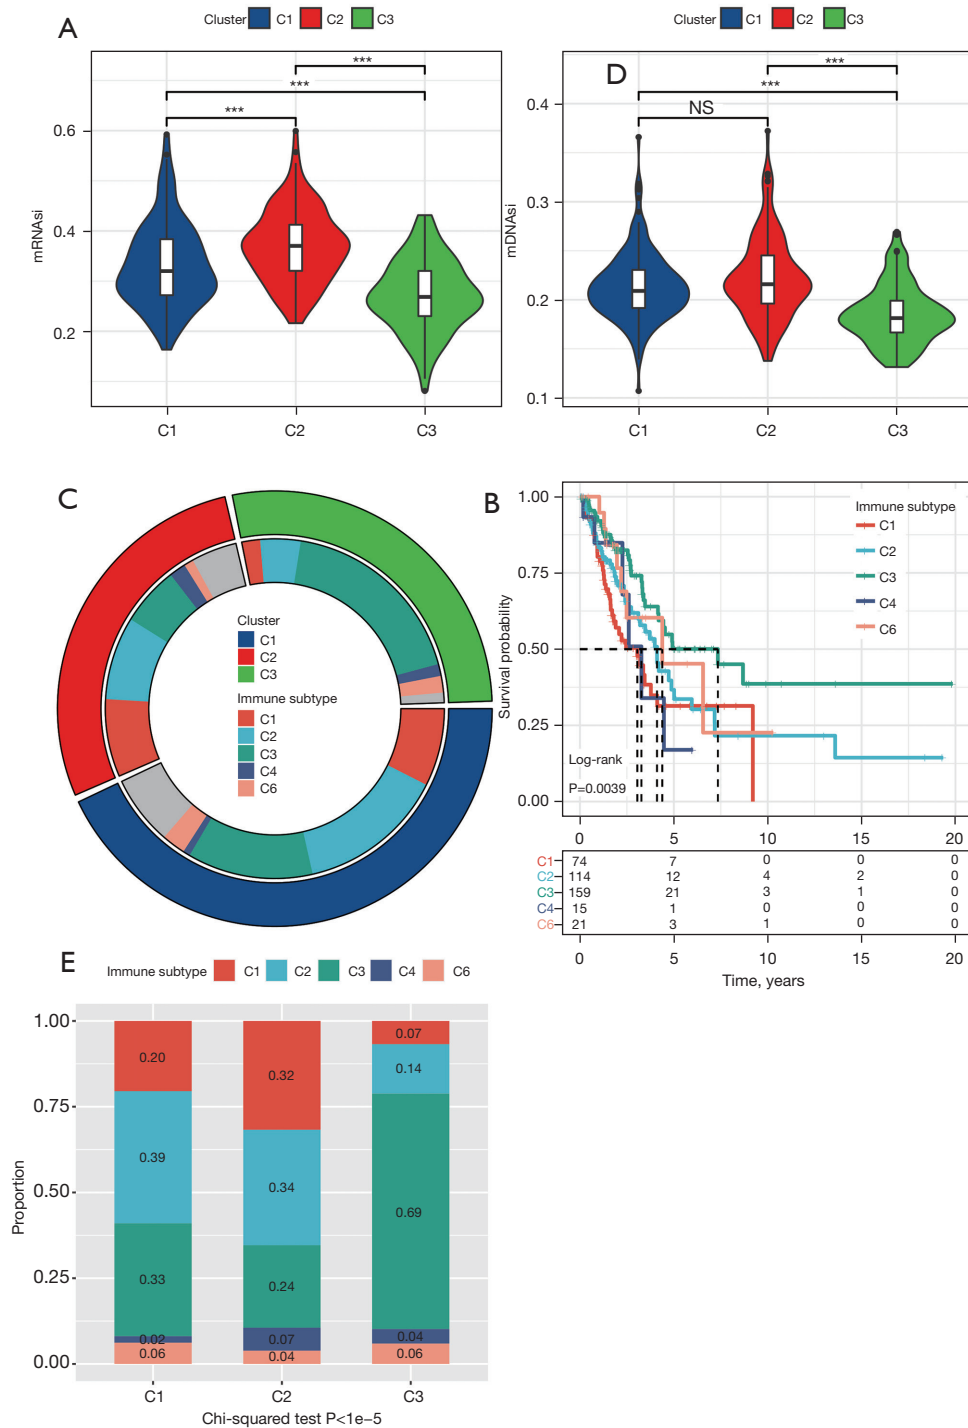 A
Cluster C1 C2 C3
***
***
***
0.6
0.4
0.2
mRNAsi
C1 C2 C3
Cluster C1 C2 C3
D
***
***
NS
0.4
0.3
0.2
0.1
mDNAsi
C1 C2 C3
C
Cluster
C1
C2
C3
Immune subtype
C1
C2
C3
C4
C6
B
1.00
0.75
0.50
0.25
0.00
Survival probability
Immune subtype
C1
C2
C3
C4
C6
Log-rank
P=0.0039
0 5 10 15 20
C1 74 7 0 0 0
C2 114 12 4 2 0
C3 159 21 3 1 0
C4 15 1 0 0 0
C6 21 3 1 0 0
0 5 10 15 20
Time, years
E
Immune subtype C1 C2 C3 C4 C6
1.00
0.75
0.50
0.25
0.00
Proportion
0.20
0.39
0.33
0.02
0.06
0.32
0.34
0.24
0.07
0.04
0.07
0.14
0.69
0.04
0.06
C1 C2 C3
Chi-squared test P<1e−5